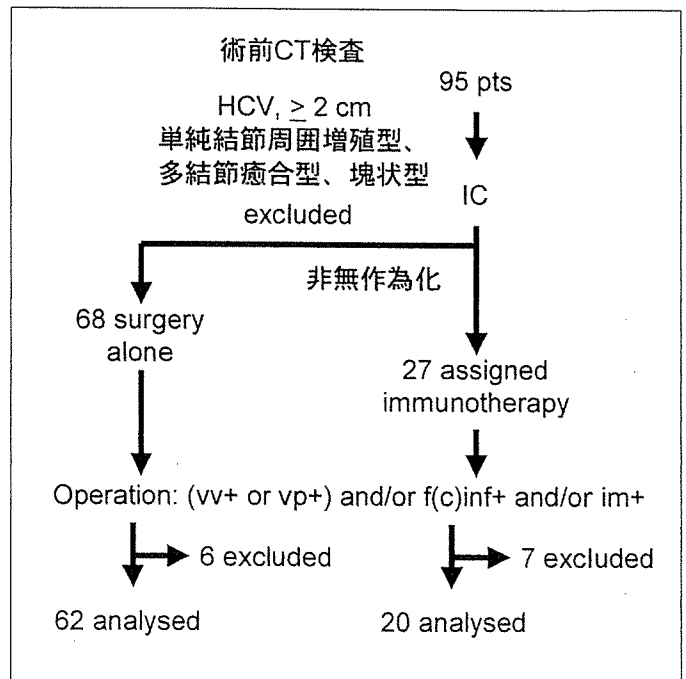 術前CT検査
95 pts
HCV, ≥ 2 cm
単純結節周囲増殖型、
多結節癒合型、塊状型
IC
excluded
非無作為化
68 surgery
alone
27 assigned
immunotherapy
Operation: (vv+ or vp+) and/or f(c)inf+ and/or im+
6 excluded
7 excluded
62 analysed
20 analysed